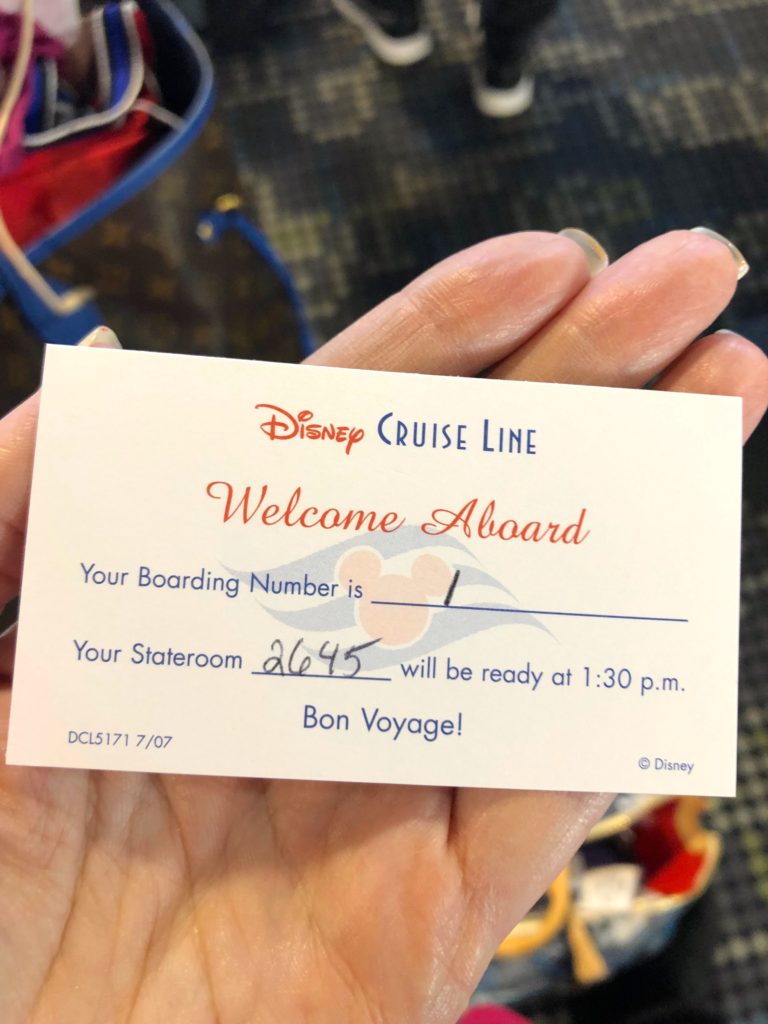 Disney Cruise Line
Welcome Aboard
Your Boarding Number is 1
Your Stateroom 2645 will be ready at 1:30 p.m.
Bon Voyage!
DCL5171 7/07
© Disney